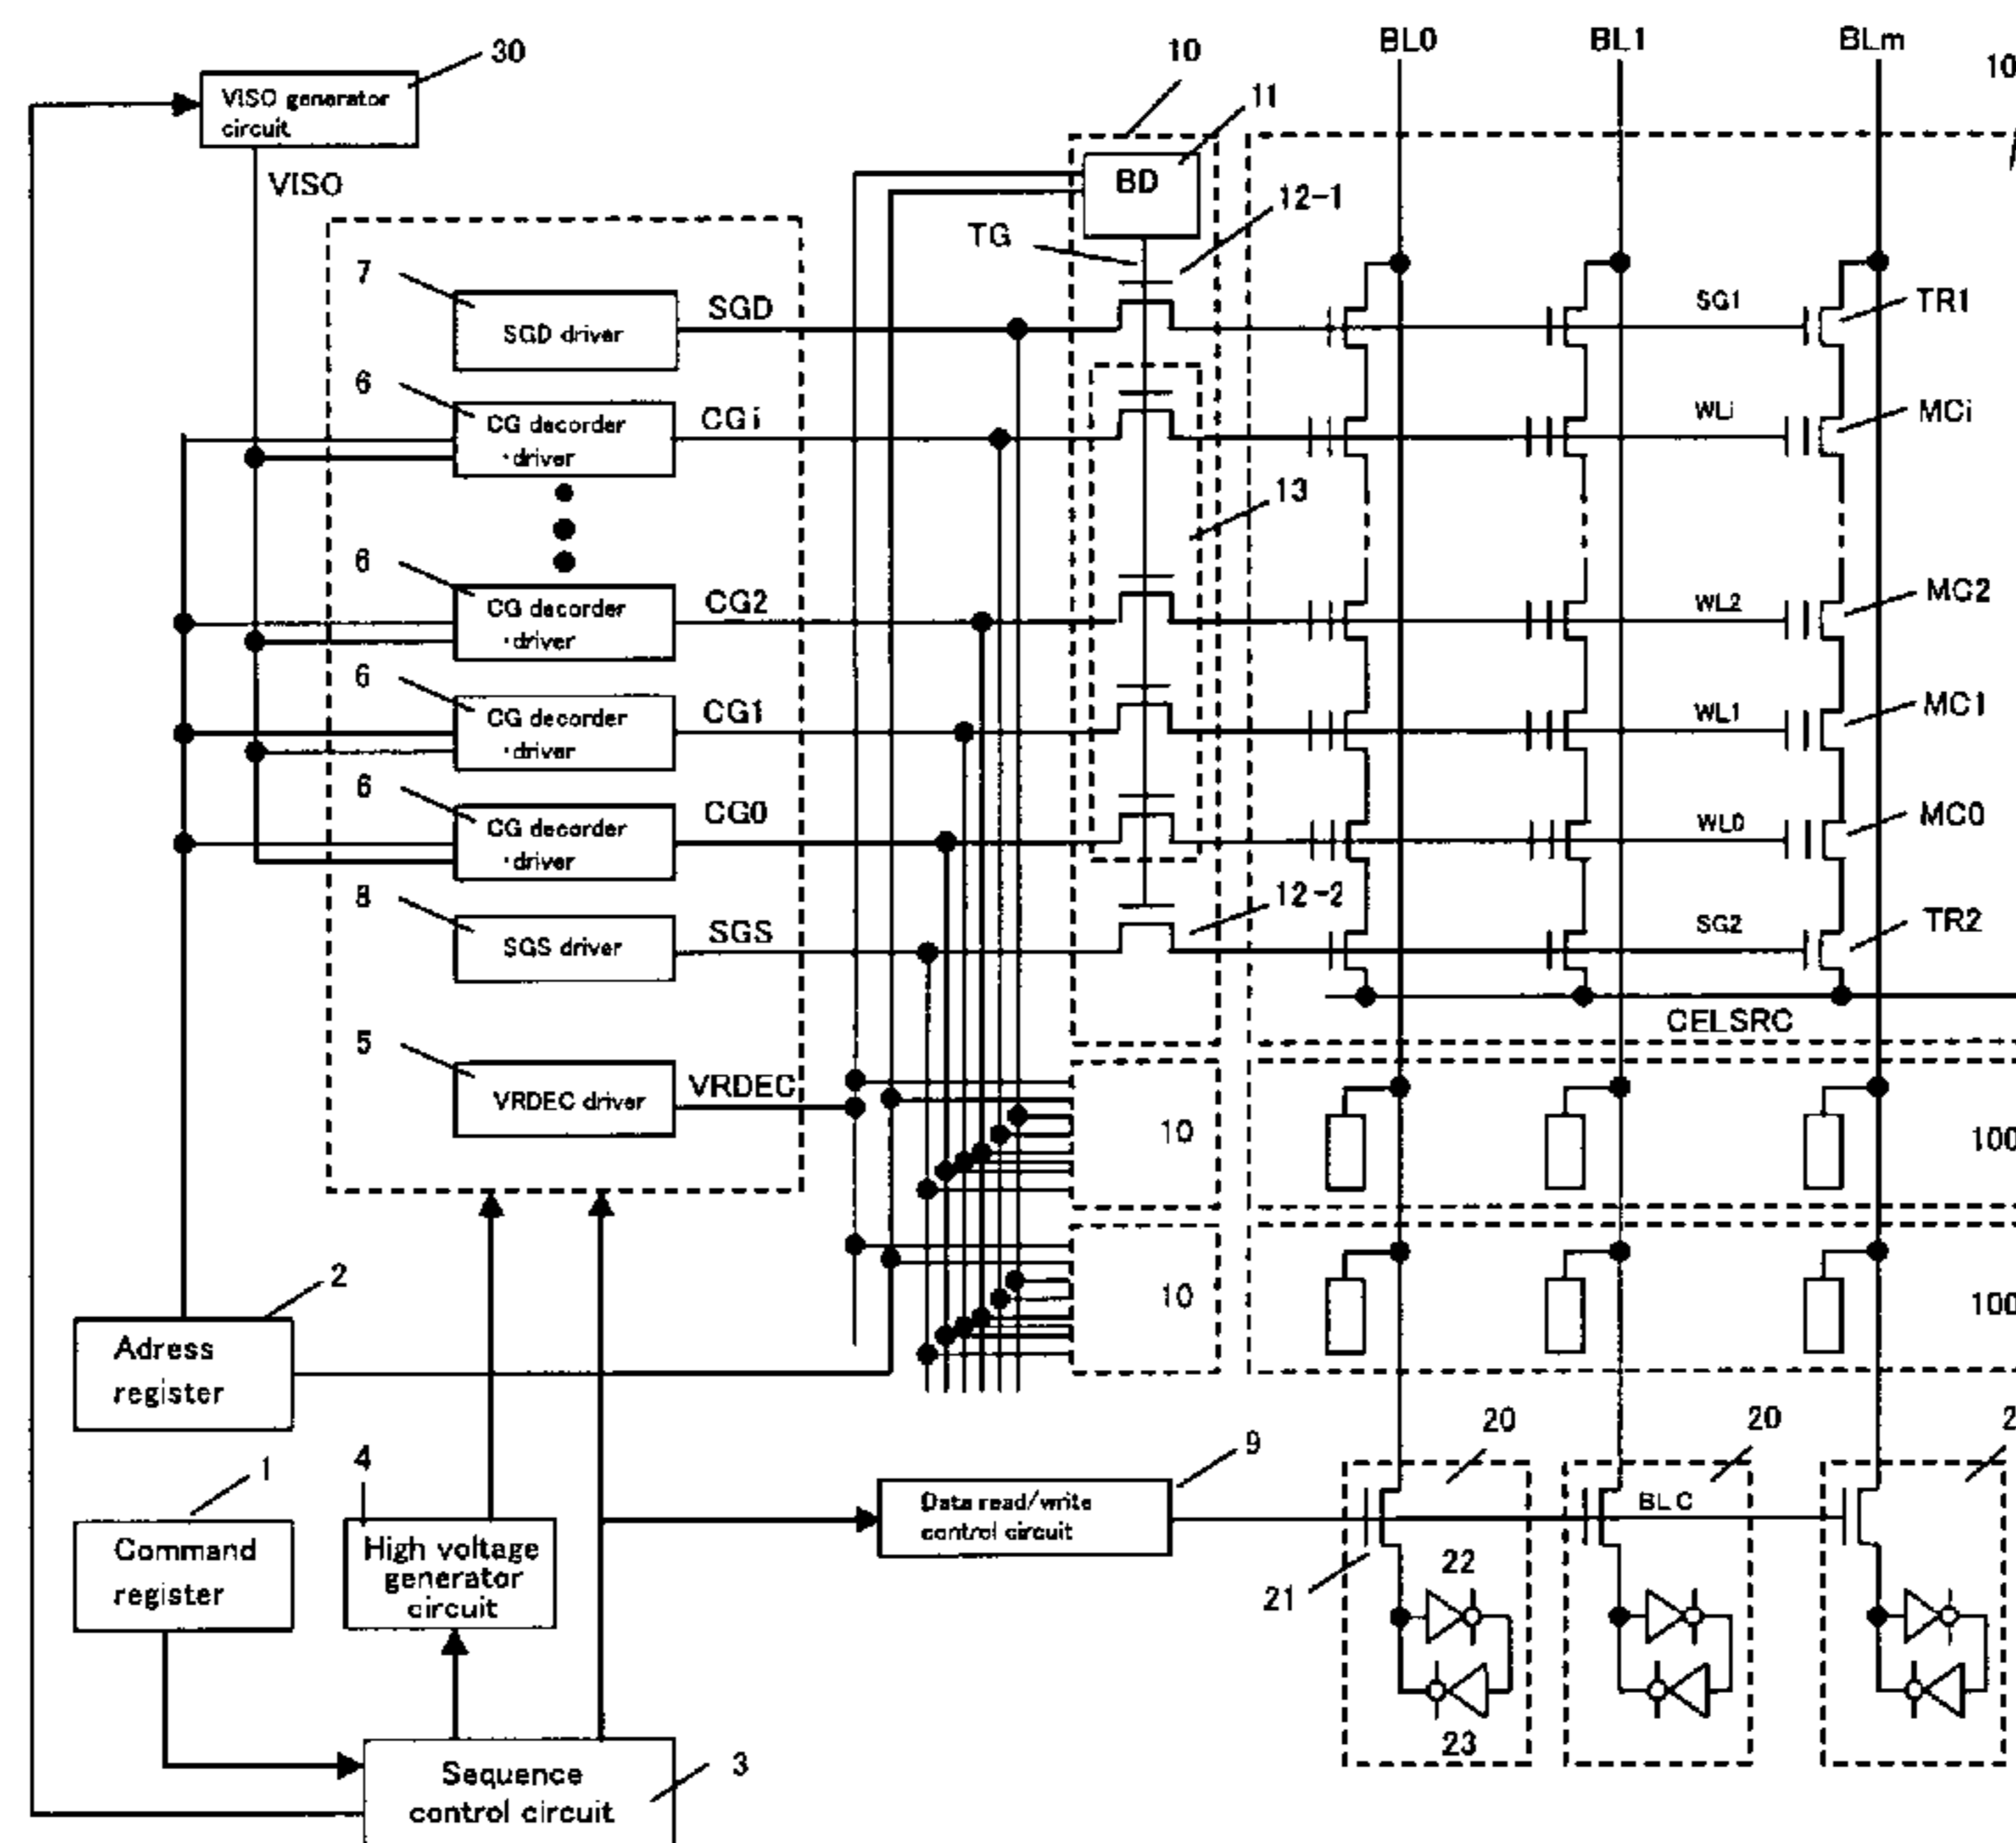 30
10
BL0
BL1
BLm
10
VISO generator
circuit
11
VISO
BD
12-1
TG
7
SGD driver
SGD
SG1
TR1
6
CG decorder
·driver
CGi
WLi
MCi
13
6
CG decorder
·driver
CG2
WL2
MC2
6
CG decorder
·driver
CG1
WL1
MC1
6
CG decorder
·driver
CG0
WL0
MC0
8
SGS driver
SGS
12-2
SG2
TR2
CELSRC
5
VRDEC driver
VRDEC
10
100
2
10
100
Adress
register
20
20
2
1
4
9
Command
register
High voltage
generator
circuit
Data read/write
control circuit
BLC
21
22
23
Sequence
control circuit
3